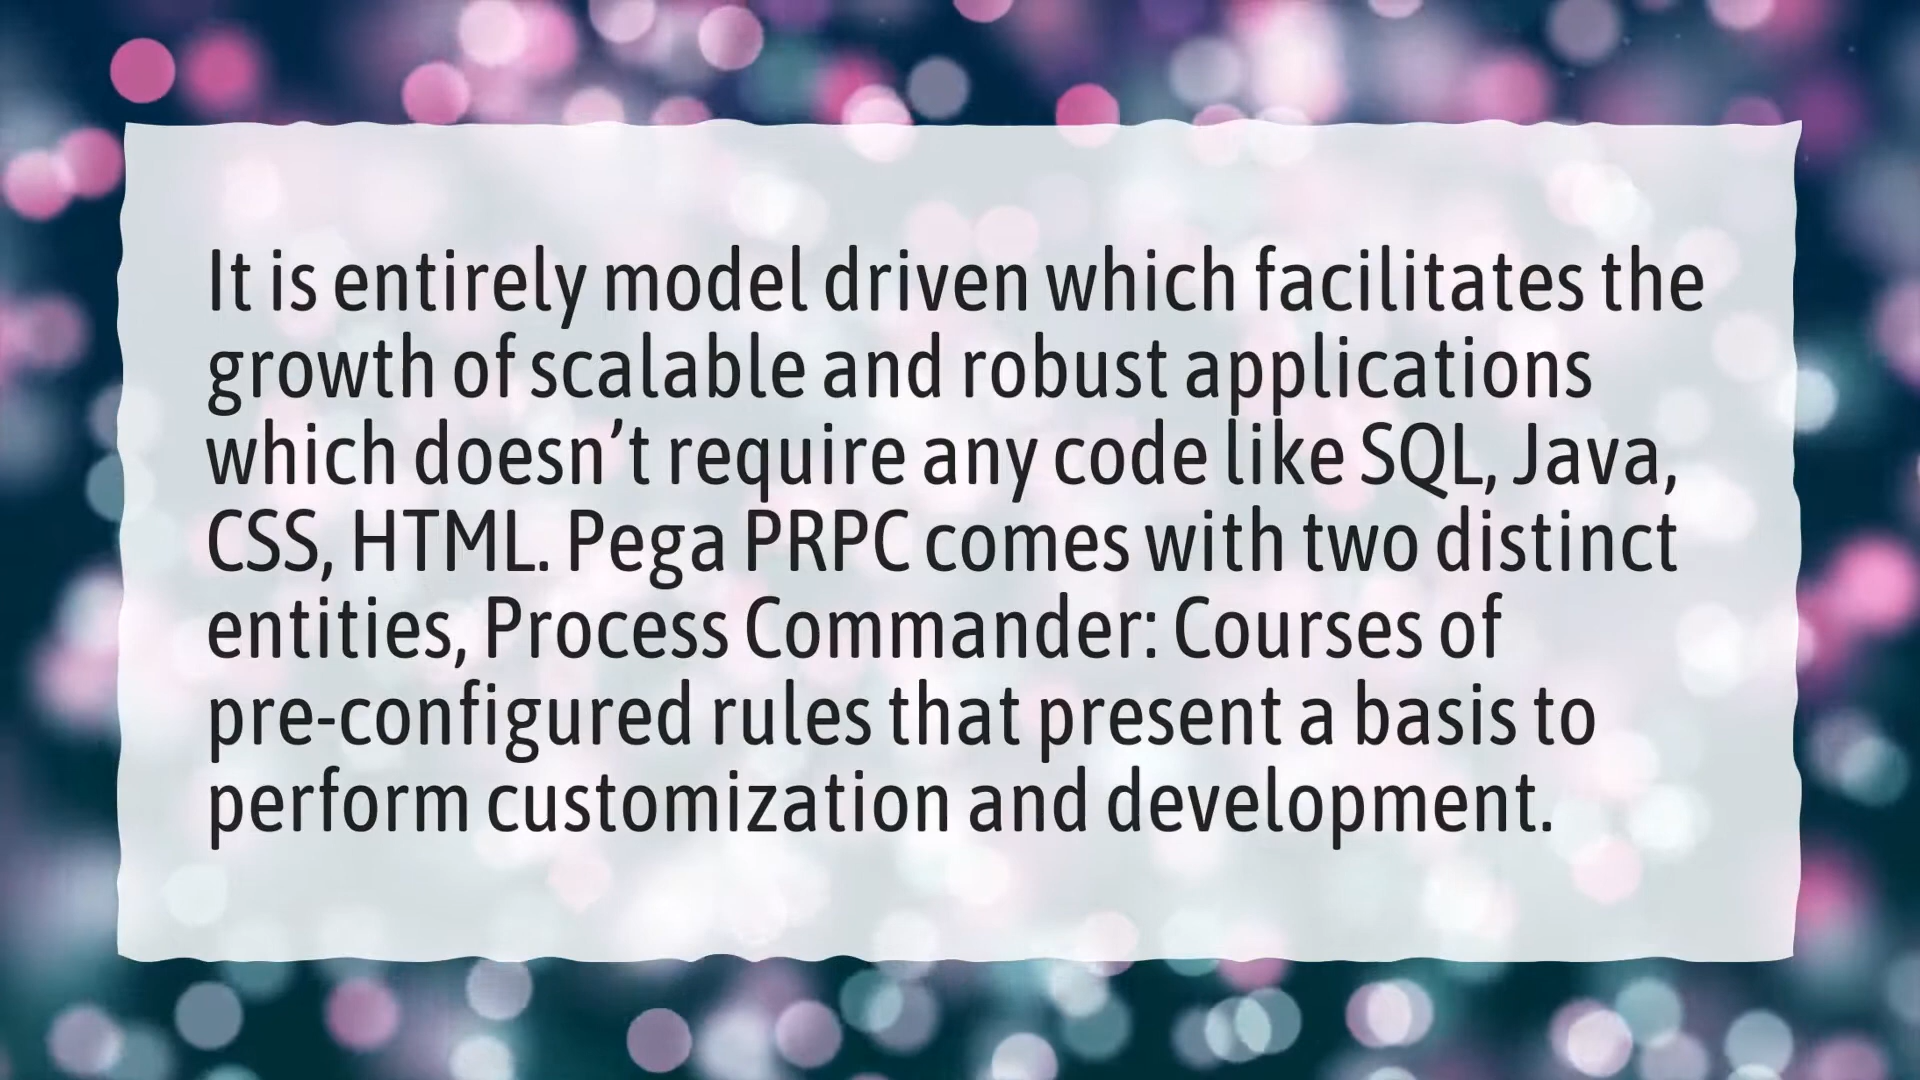 It is entirely model driven which facilitates the
growth of scalable and robust applications
which doesn’t require any code like SQL, Java,
CSS, HTML. Pega PRPC comes with two distinct
entities, Process Commander: Courses of
pre-configured rules that present a basis to
perform customization and development.